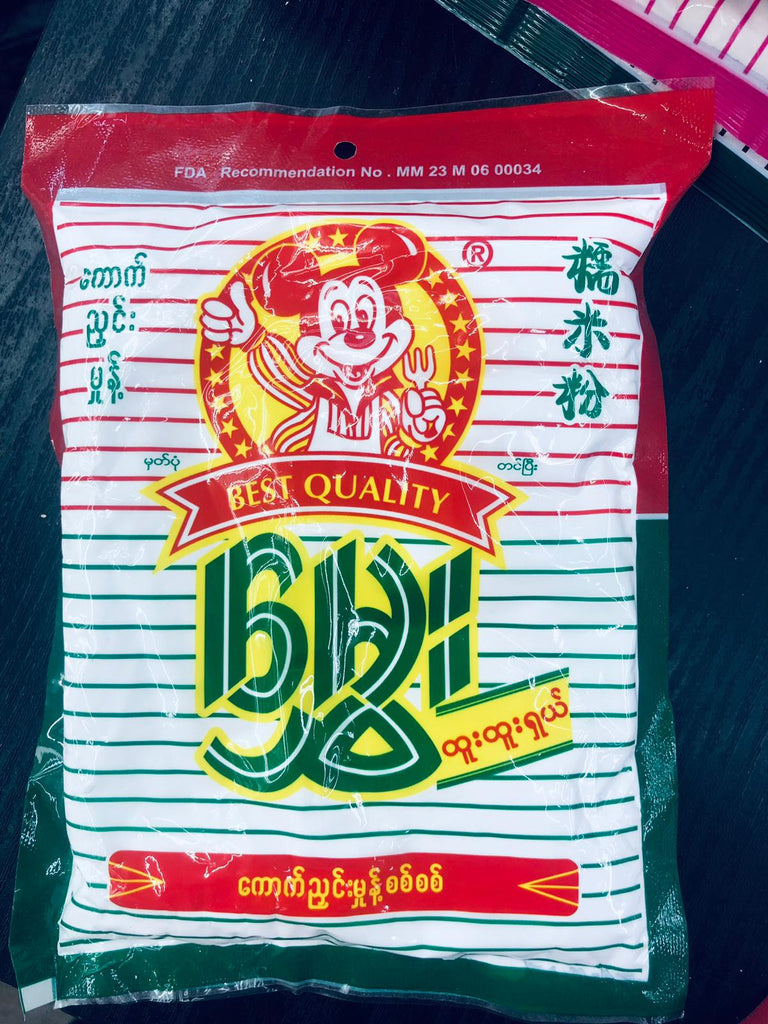 FDA Recommendation No . MM 23 M 06 00034
®
ကောက်
ညှင်း
မှုန့်
糯
米
粉
မှတ်ပုံ
တင်ပြီး
BEST QUALITY
မွှေး
ထူးထူးရှယ်
ကောက်ညှင်းမှုန့်စစ်စစ်